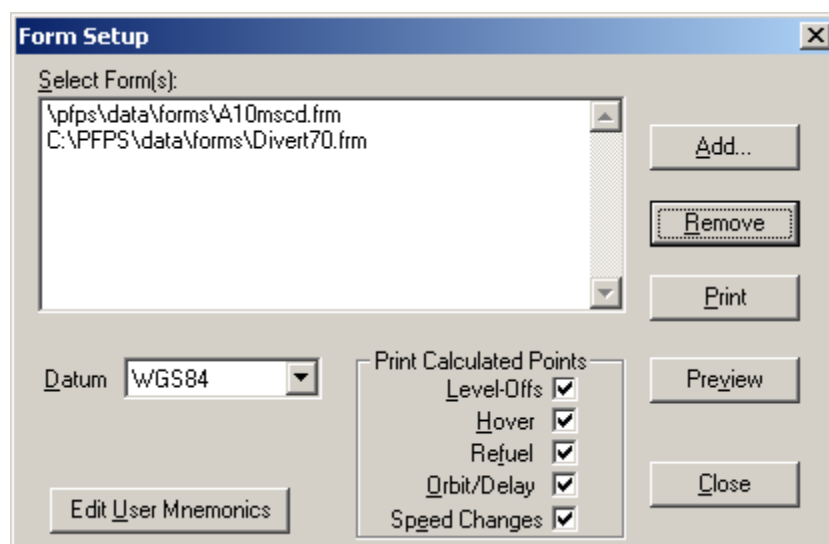 Form Setup
Select Form(s):
\pfps\data\forms\A10mscd.frm
C:\PFPS\data\forms\Divert70.frm
Add...
Remove
Print
Datum WGS84
Print Calculated Points
Level-Offs
Hover
Refuel
Orbit/Delay
Speed Changes
Preview
Close
Edit User Mnemonics